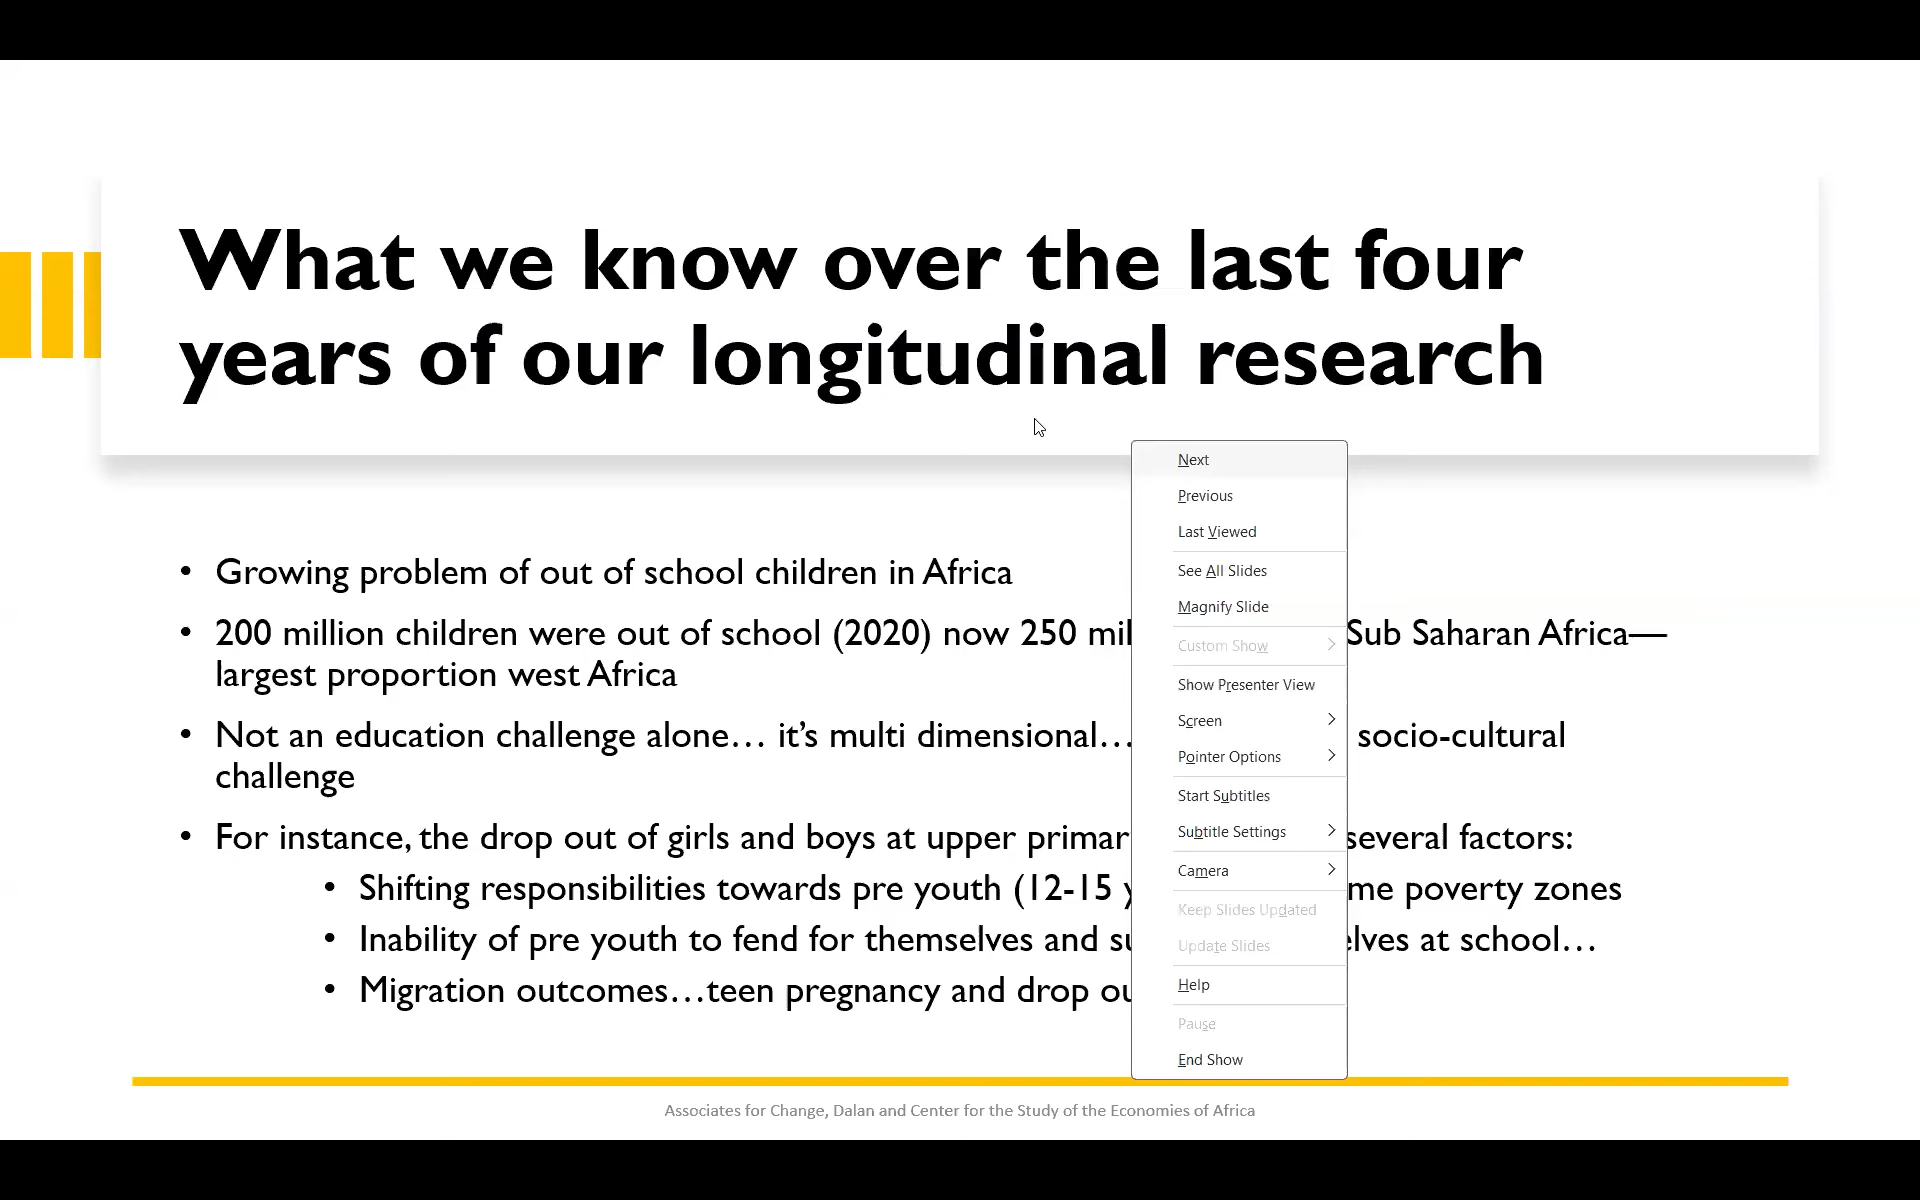 What we know over the last four
years of our longitudinal research
• Growing problem of out of school children in Africa
• 200 million children were out of school (2020) now 250 Sub Saharan Africa—
largest proportion west Africa
• Not an education challenge alone… it’s multi dimensional… socio-cultural
challenge
• For instance, the drop out of girls and boys at upper several factors:
• Shifting responsibilities towards pre youth (12-15 poverty zones
• Inability of pre youth to fend for themselves and at school…
• Migration outcomes…teen pregnancy and drop
Next
Previous
Last Viewed
See All Slides
Magnify Slide
Custom Show
Show Presenter View
Screen
Pointer Options
Start Subtitles
Subtitle Settings
Camera
Keep Slides Updated
Update Slides
Help
Pause
End Show
Associates for Change, Dalan and Center for the Study of the Economies of Africa